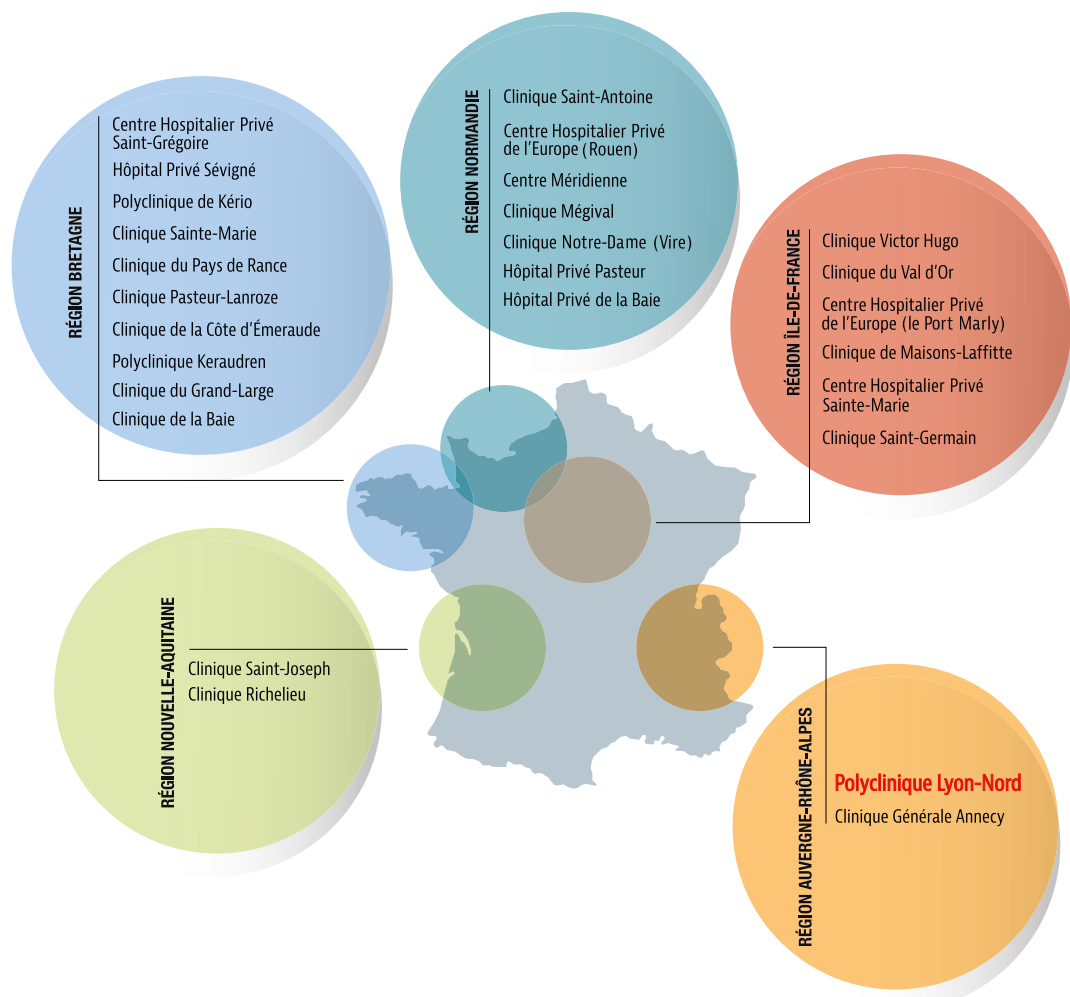 RÉGION BRETAGNE
Centre Hospitalier Privé
Saint-Grégoire
Hôpital Privé Sévigné
Polyclinique de Kério
Clinique Sainte-Marie
Clinique du Pays de Rance
Clinique Pasteur-Lanroze
Clinique de la Côte d'Émeraude
Polyclinique Keraudren
Clinique du Grand-Large
Clinique de la Baie
RÉGION NORMANDIE
Clinique Saint-Antoine
Centre Hospitalier Privé
de l'Europe (Rouen)
Centre Méridienne
Clinique Mégival
Clinique Notre-Dame (Vire)
Hôpital Privé Pasteur
Hôpital Privé de la Baie
RÉGION ÎLE-DE-FRANCE
Clinique Victor Hugo
Clinique du Val d'Or
Centre Hospitalier Privé
de l'Europe (le Port Marly)
Clinique de Maisons-Laffitte
Centre Hospitalier Privé
Sainte-Marie
Clinique Saint-Germain
RÉGION NOUVELLE-AQUITAINE
Clinique Saint-Joseph
Clinique Richelieu
RÉGION AUVERGNE-RHÔNE-ALPES
Polyclinique Lyon-Nord
Clinique Générale Annecy